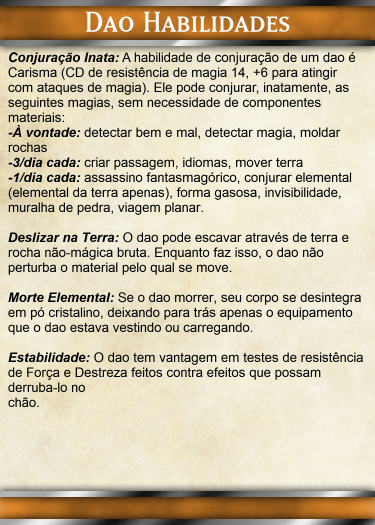 Dao Habilidades
Conjuração Inata: A habilidade de conjuração de um dao é
Carisma (CD de resistência de magia 14, +6 para atingir
com ataques de magia). Ele pode conjurar, inatamente, as
seguintes magias, sem necessidade de componentes
materiais:
-À vontade: detectar bem e mal, detectar magia, moldar
rochas
-3/dia cada: criar passagem, idiomas, mover terra
-1/dia cada: assassino fantasmagórico, conjurar elemental
(elemental da terra apenas), forma gasosa, invisibilidade,
muralha de pedra, viagem planar.
Deslizar na Terra: O dao pode escavar através de terra e
rocha não-mágica bruta. Enquanto faz isso, o dao não
perturba o material pelo qual se move.
Morte Elemental: Se o dao morrer, seu corpo se desintegra
em pó cristalino, deixando para trás apenas o equipamento
que o dao estava vestindo ou carregando.
Estabilidade: O dao tem vantagem em testes de resistência
de Força e Destreza feitos contra efeitos que possam
derruba-lo no
chão.